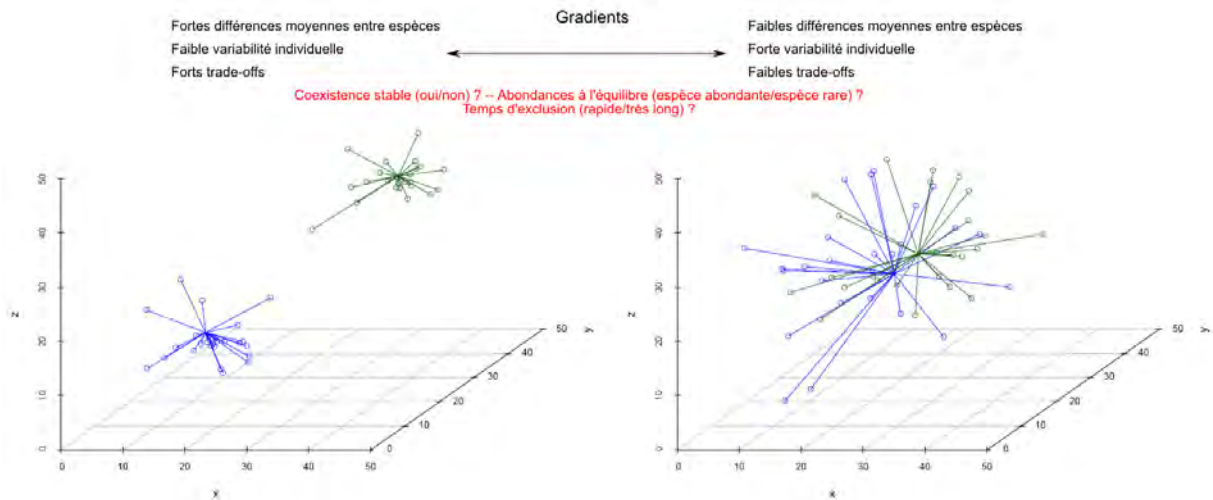 Gradients
Fortes différences moyennes entre espèces
Faible variabilité individuelle
Forts trade-offs
Faibles différences moyennes entre espèces
Forte variabilité individuelle
Faibles trade-offs
Coexistence stable (oui/non) ? -- Abondances à l'équilibre (espèce abondante/espèce rare) ?
Temps d'exclusion (rapide/très long) ?
z
50
40
30
20
10
0
0 10 20 30 40 50
x
0
10
20
30
40
50
y
z
50
40
30
20
10
0
0 10 20 30 40 50
x
0
10
20
30
40
50
y